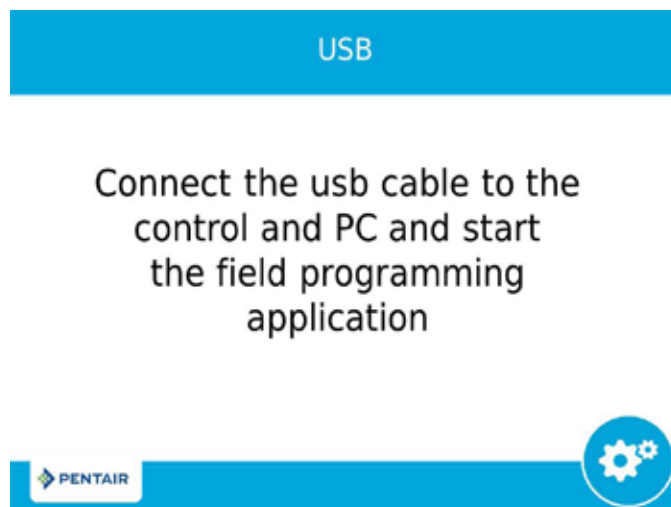 USB
Connect the usb cable to the
control and PC and start
the field programming
application
PENTAIR